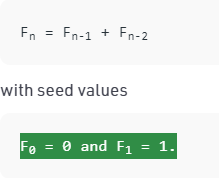 Fₙ = Fₙ₋₁ + Fₙ₋₂
with seed values
F₀ = 0 and F₁ = 1.